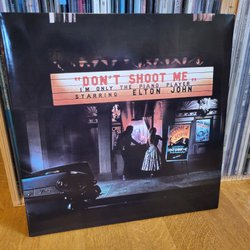 "DON'T SHOOT ME"
I'M ONLY THE PIANO PLAYER
STARRING ELTON JOHN